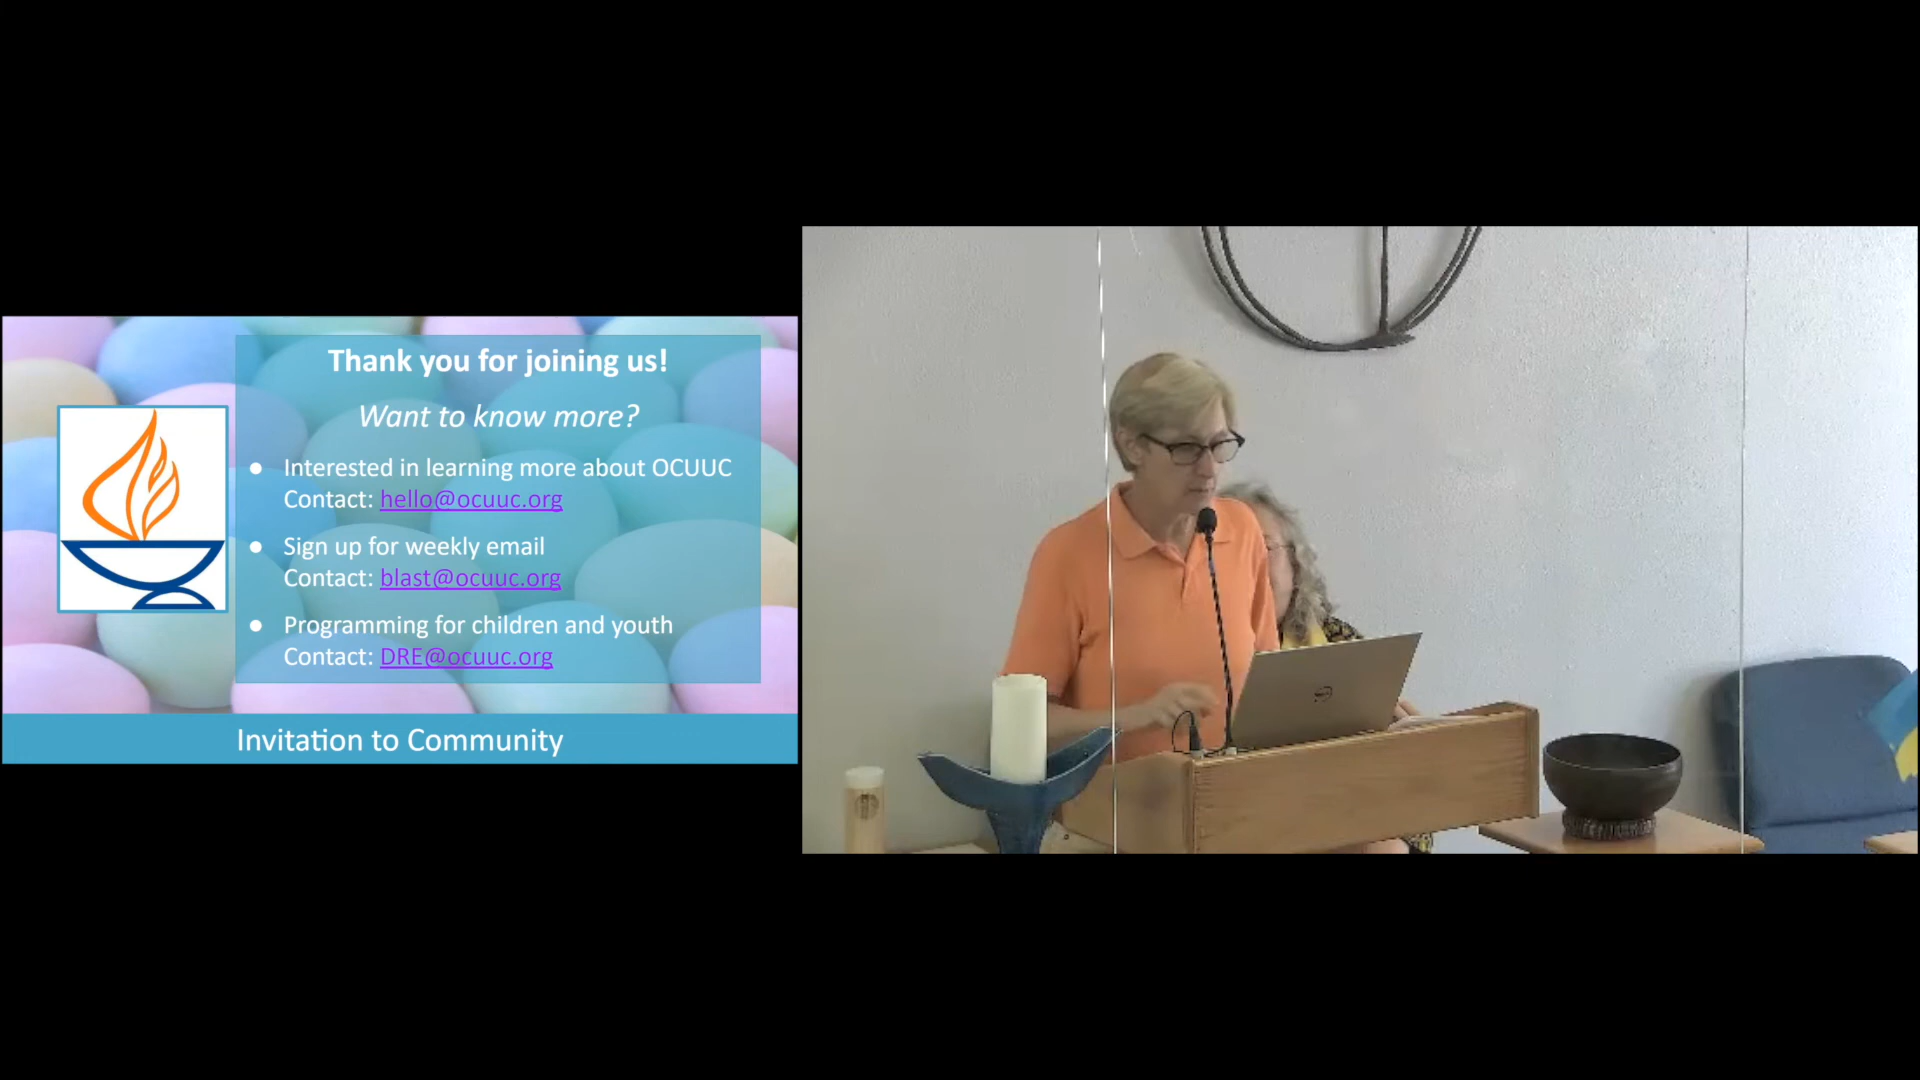 Thank you for joining us!
Want to know more?
● Interested in learning more about OCUUC
Contact: hello@ocuuc.org
● Sign up for weekly email
Contact: blast@ocuuc.org
● Programming for children and youth
Contact: DRE@ocuuc.org
Invitation to Community